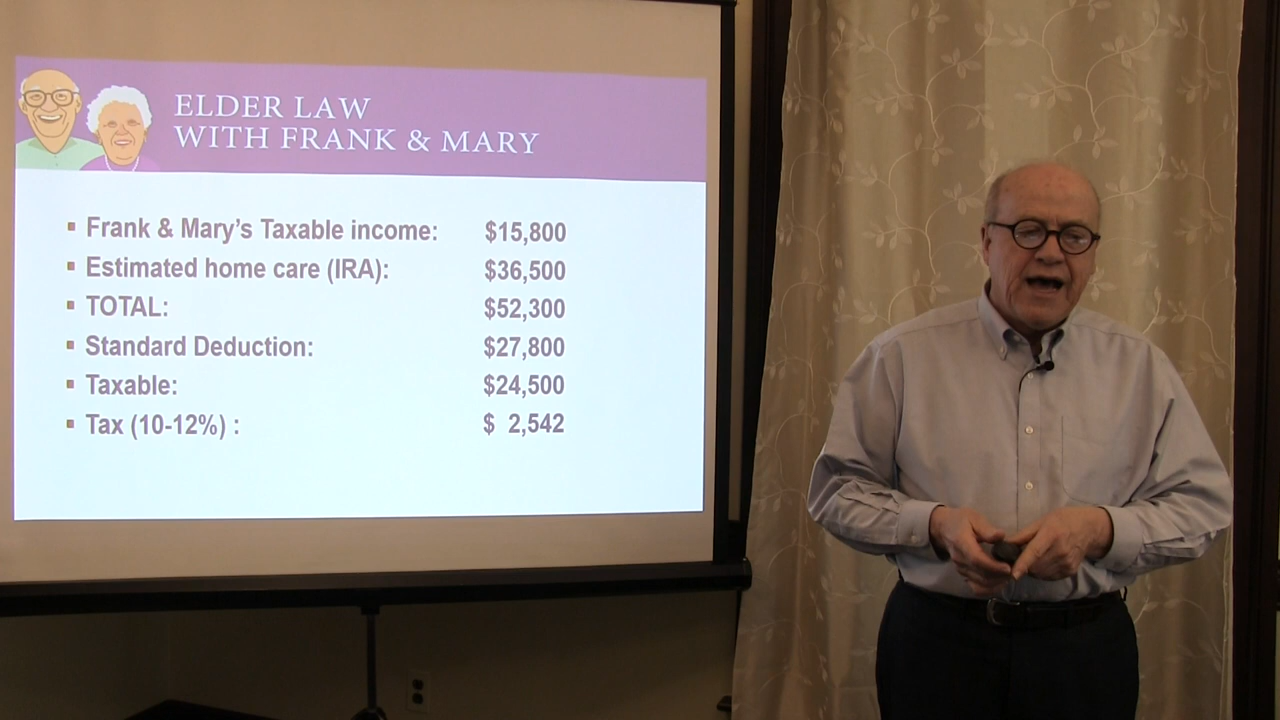 ELDER LAW
WITH FRANK & MARY
▪ Frank & Mary's Taxable income: $15,800
▪ Estimated home care (IRA): $36,500
▪ TOTAL: $52,300
▪ Standard Deduction: $27,800
▪ Taxable: $24,500
▪ Tax (10-12%) : $ 2,542